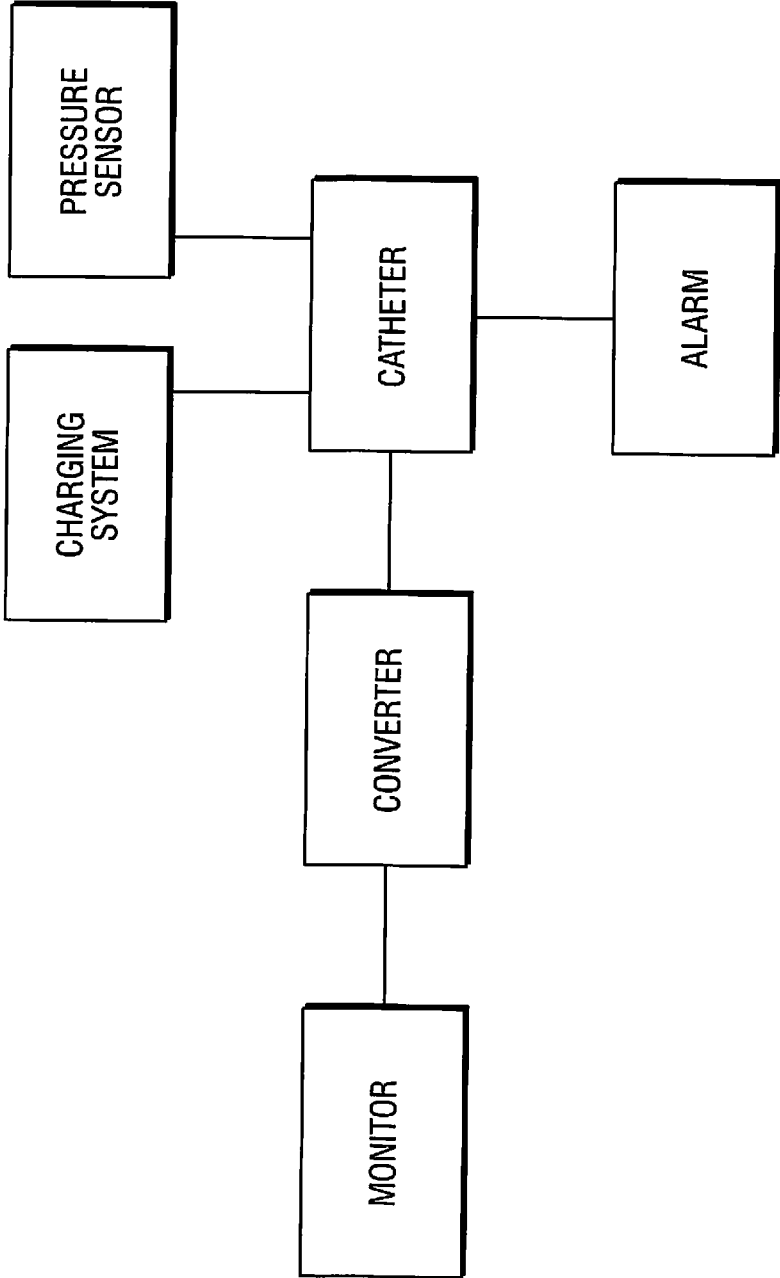 CHARGING
SYSTEM
PRESSURE
SENSOR
MONITOR
CONVERTER
CATHETER
ALARM